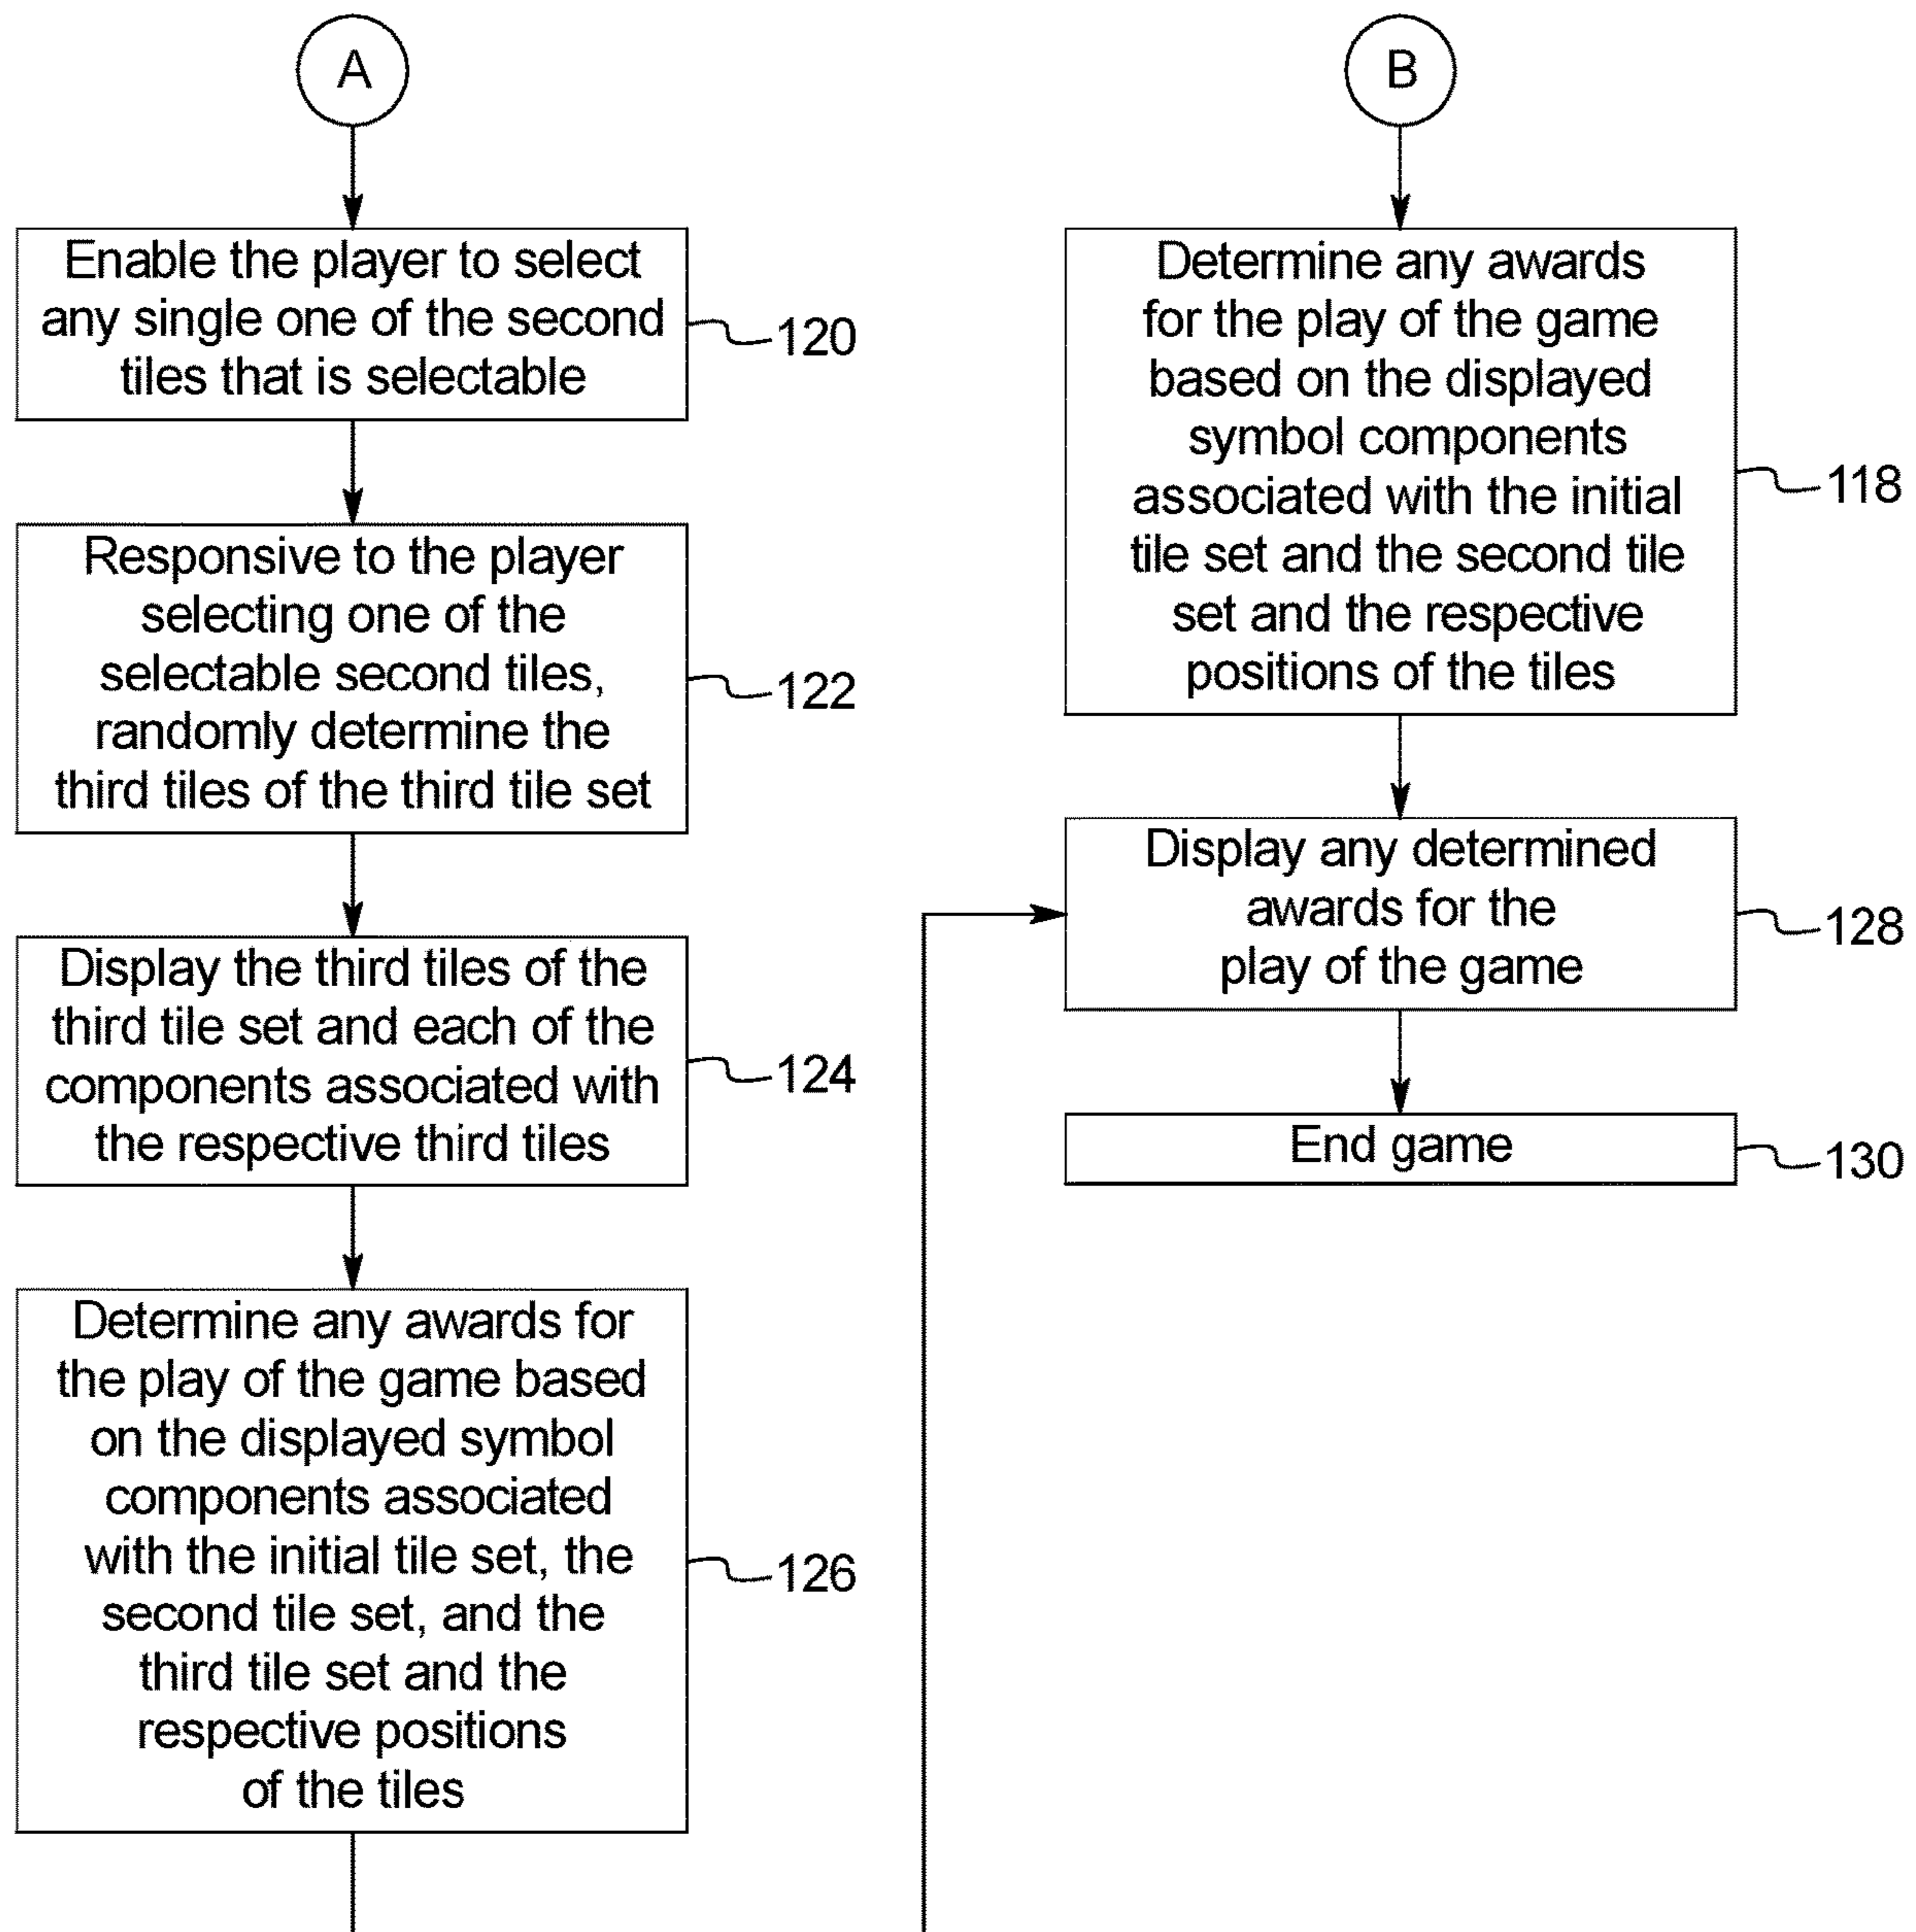 A
Enable the player to select
any single one of the second
tiles that is selectable
120
Responsive to the player
selecting one of the
selectable second tiles,
randomly determine the
third tiles of the third tile set
122
Display the third tiles of the
third tile set and each of the
components associated with
the respective third tiles
124
Determine any awards for
the play of the game based
on the displayed symbol
components associated
with the initial tile set, the
second tile set, and the
third tile set and the
respective positions
of the tiles
126
B
Determine any awards
for the play of the game
based on the displayed
symbol components
associated with the initial
tile set and the second tile
set and the respective
positions of the tiles
118
Display any determined
awards for the
play of the game
128
End game
130